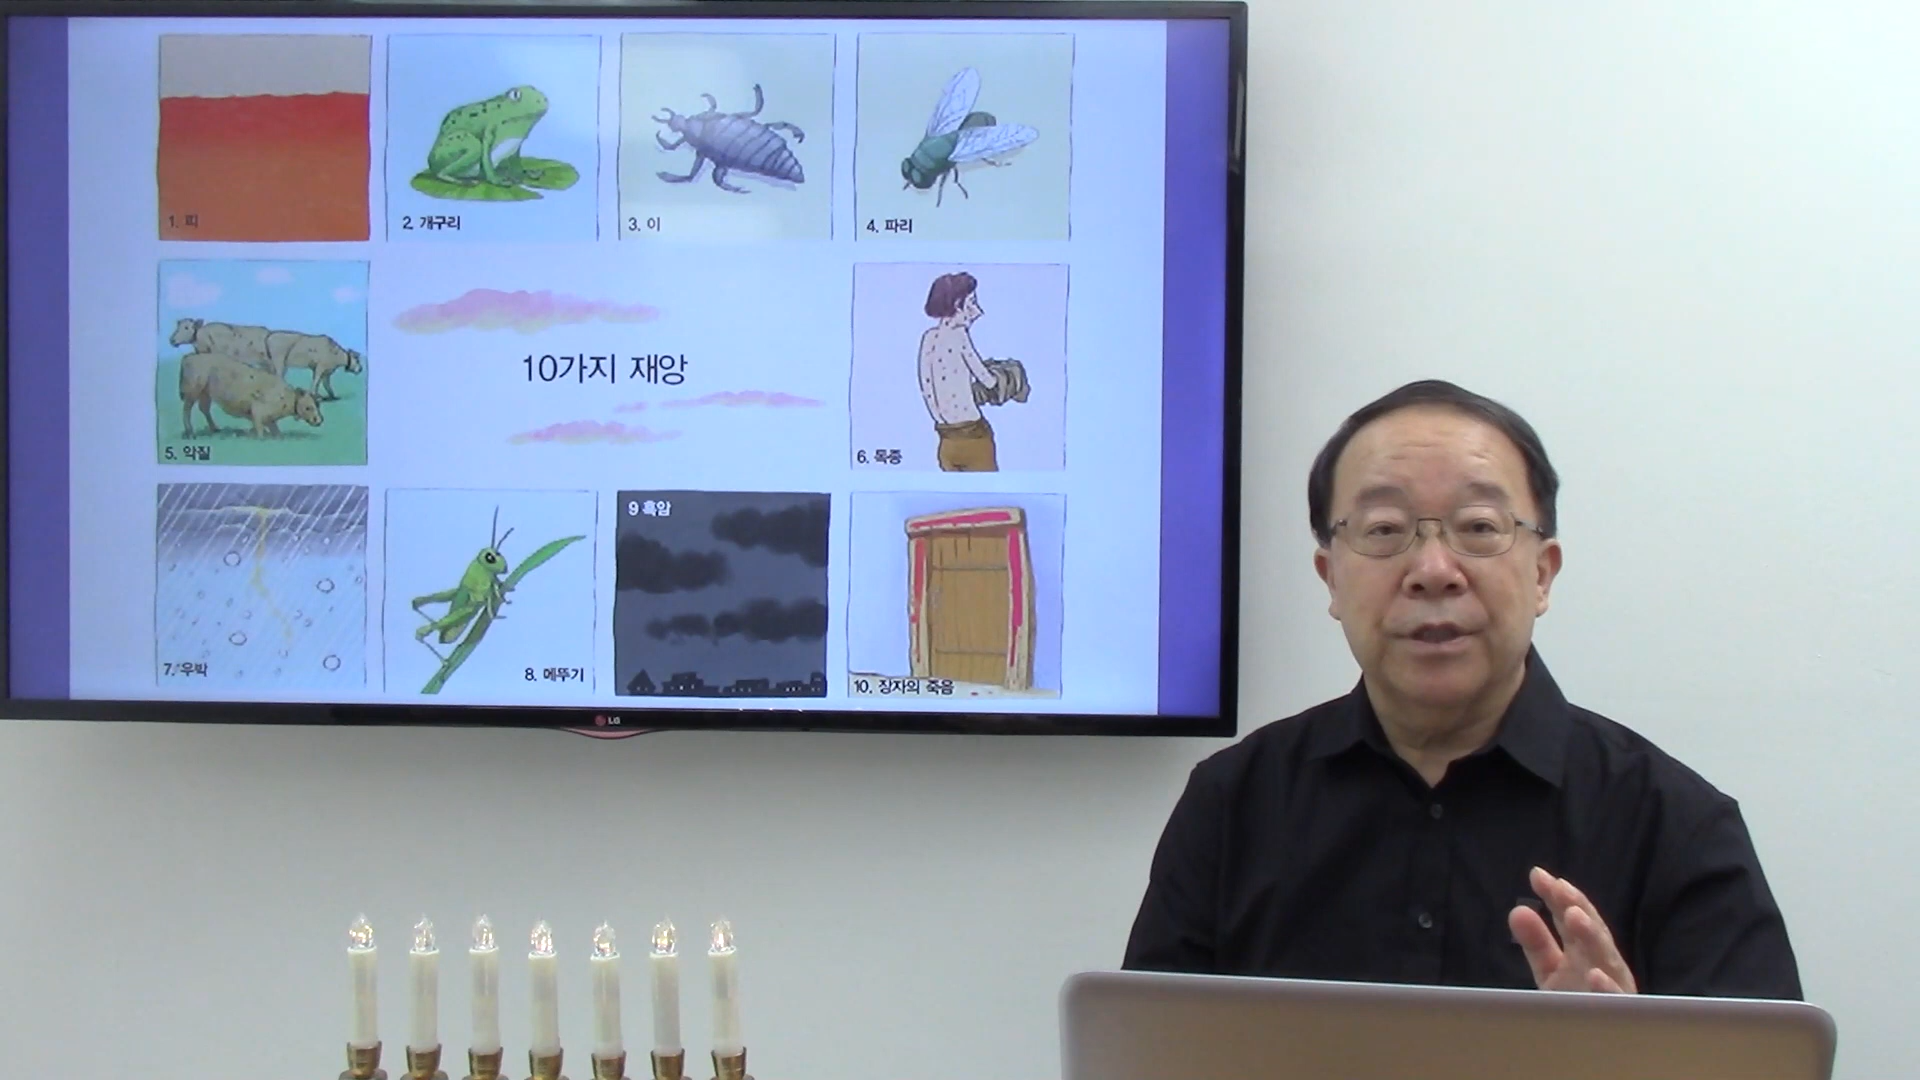 1. 피
2. 개구리
3. 이
4. 파리
5. 악질
10가지 재앙
6. 독종
7. 우박
8. 메뚜기
9 흑암
10. 장자의 죽음
LG